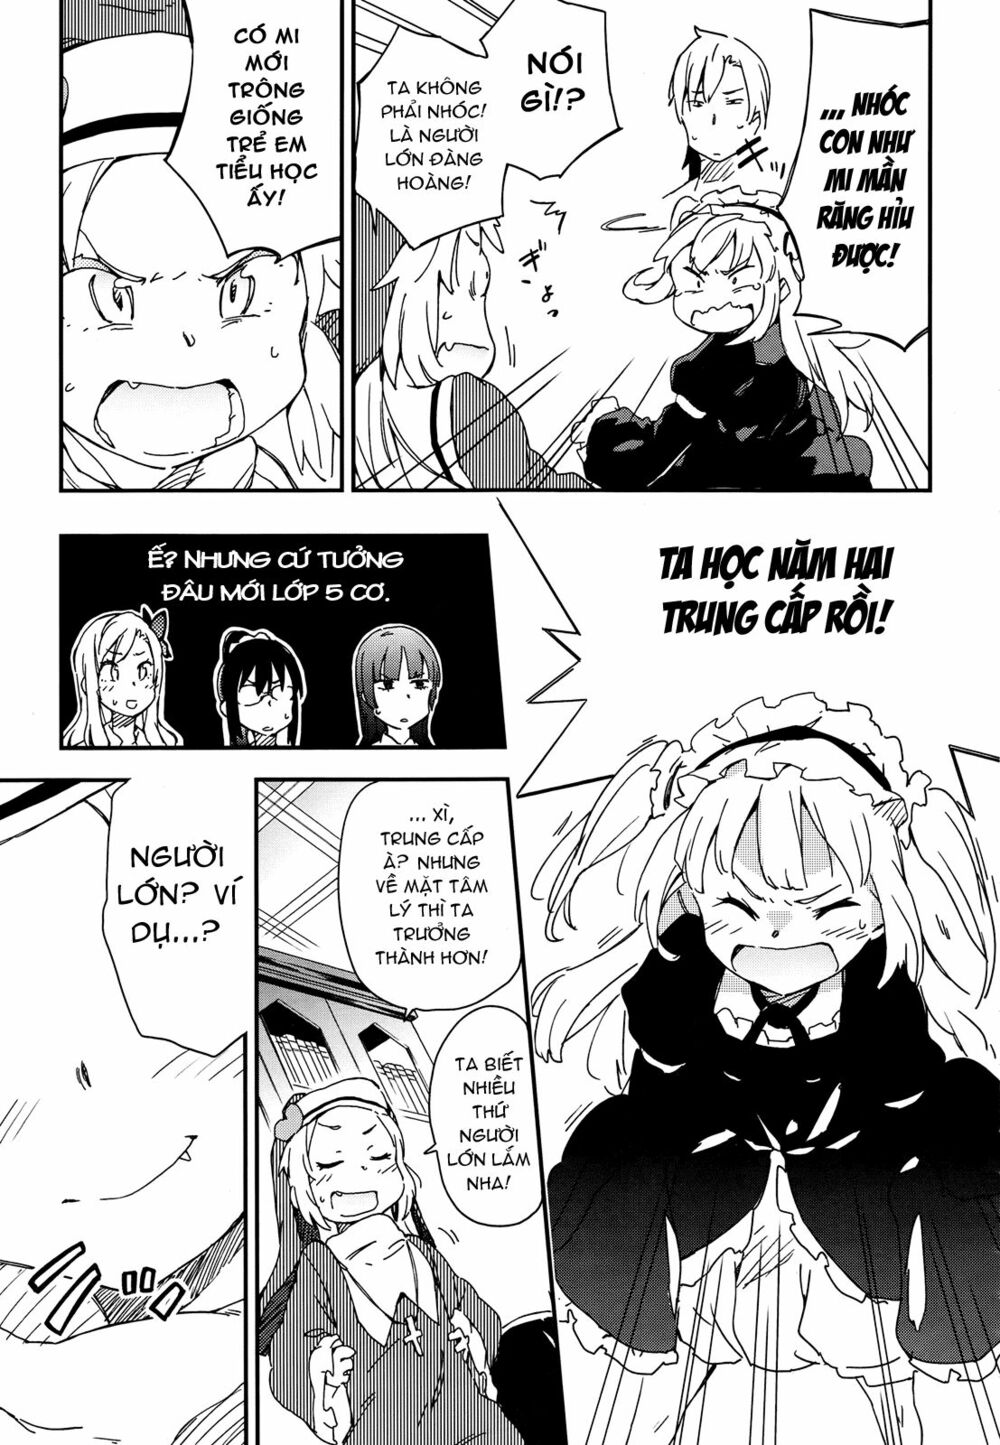 ... NHÓC
CON NHƯ
MI MẦN
RĂNG HỈU
ĐƯỢC!
NÓI
GÌ!?
TA KHÔNG
PHẢI NHÓC!
LÀ NGƯỜI
LỚN ĐÀNG
HOÀNG!
CÓ MI
MỚI
TRÔNG
GIỐNG
TRẺ EM
TIỂU HỌC
ẤY!
TA HỌC NĂM HAI
TRUNG CẤP RỒI!
Ế? NHƯNG CỨ TƯỞNG
ĐÂU MỚI LỚP 5 CƠ.
... XÌ,
TRUNG CẤP
À? NHƯNG
VỀ MẶT TÂM
LÝ THÌ TA
TRƯỞNG
THÀNH HƠN!
TA BIẾT
NHIỀU
THỨ
NGƯỜI
LỚN LẮM
NHA!
NGƯỜI
LỚN? VÍ
DỤ...?